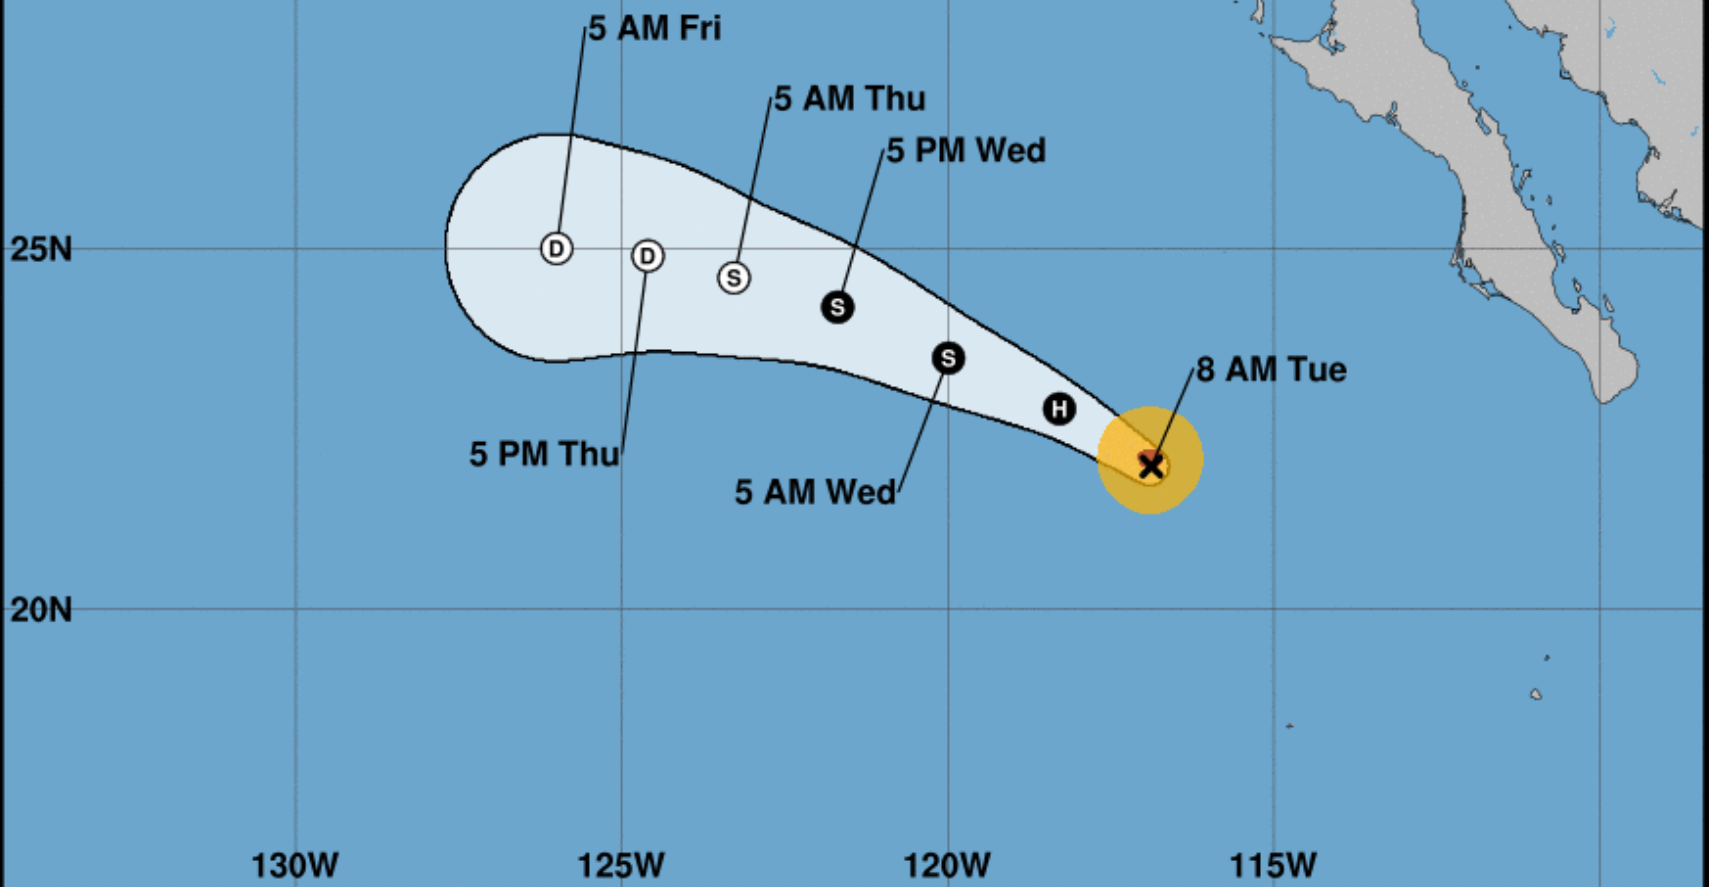 5 AM Fri
5 AM Thu
5 PM Wed
25N
D
D
S
S
S
H
8 AM Tue
5 PM Thu
5 AM Wed
20N
130W
125W
120W
115W